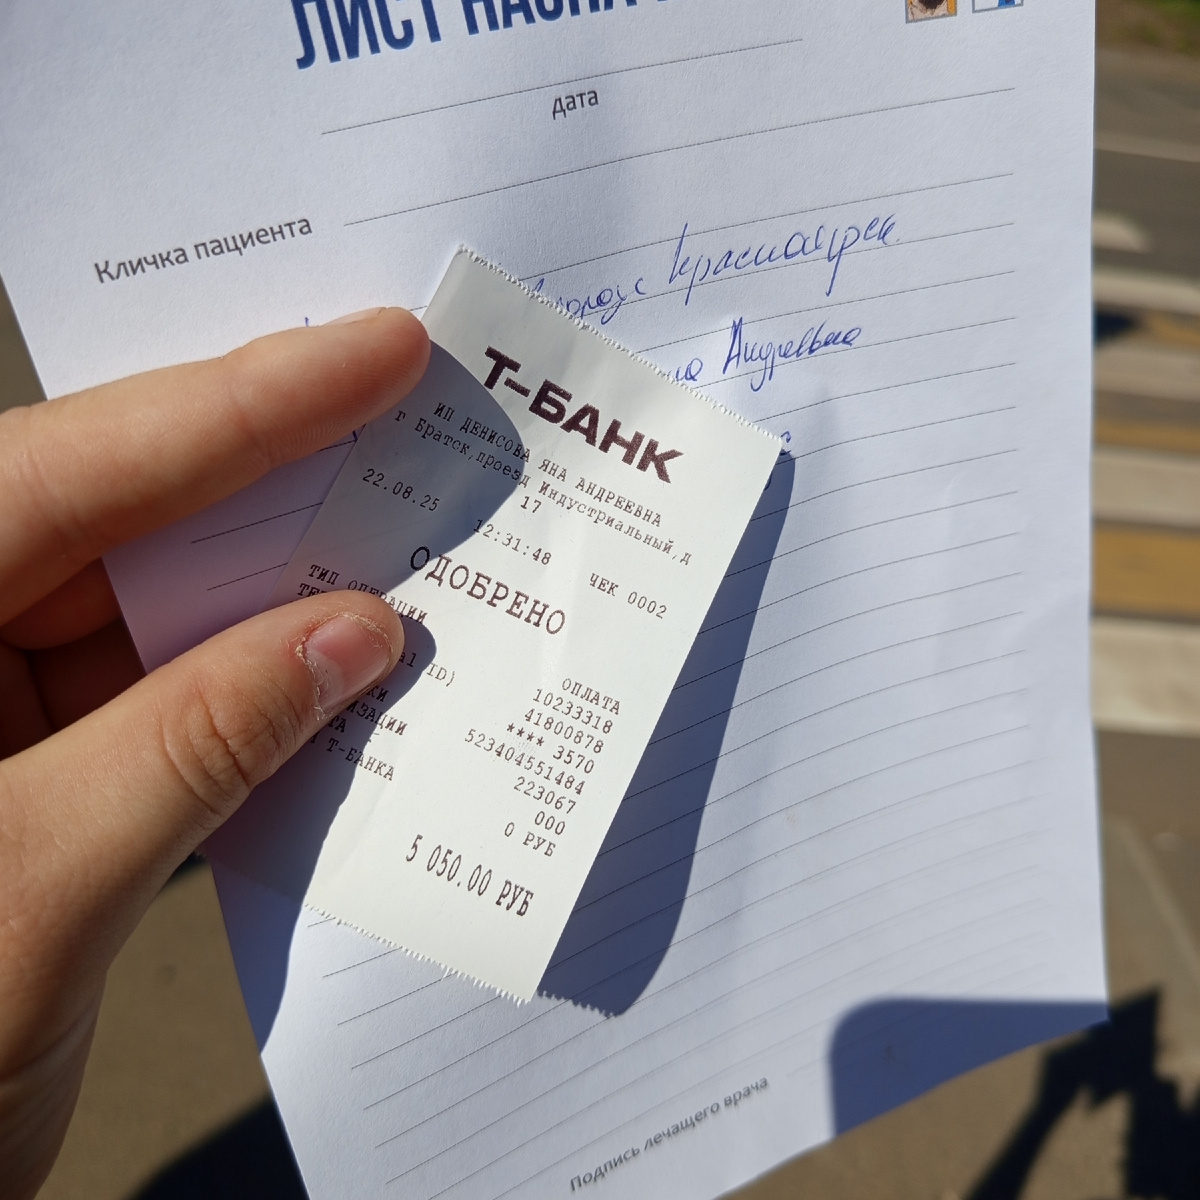 ЛИСТ
дата
Кличка пациента
Андреевна
Т-БАНК
ИП ДЕНИСОВА ЯНА АНДРЕЕВНА
г Братск,проезд Индустриальный,д
17
22.08.25 12:31:48 ЧЕК 0002
ОДОБРЕНО
ТИП ОПЕРАЦИИ ОПЛАТА
10233318
ID) 41800878
**** 3570
523404551484
223067
000
Т-БАНКА 0 РУБ
5 050.00 РУБ
Подпись лечащего врача